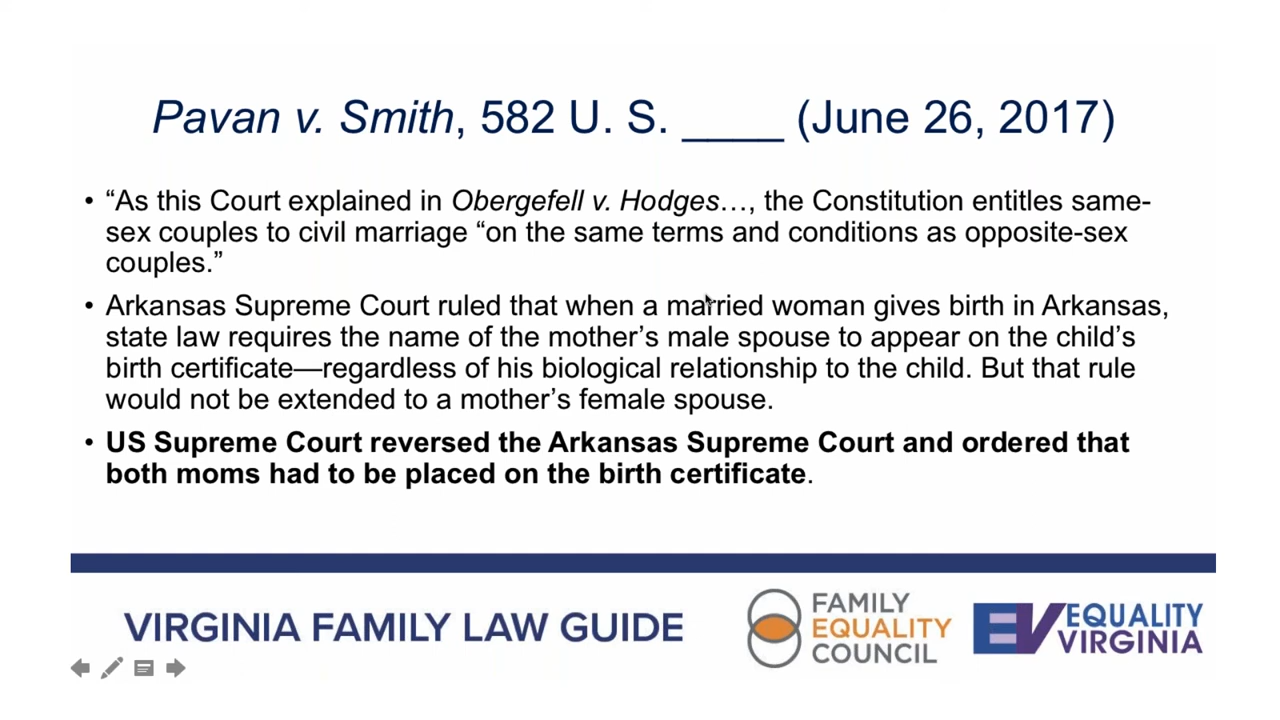 Pavan v. Smith, 582 U. S. ____ (June 26, 2017)
• “As this Court explained in Obergefell v. Hodges…, the Constitution entitles same-
sex couples to civil marriage “on the same terms and conditions as opposite-sex
couples.”
• Arkansas Supreme Court ruled that when a married woman gives birth in Arkansas,
state law requires the name of the mother’s male spouse to appear on the child’s
birth certificate—regardless of his biological relationship to the child. But that rule
would not be extended to a mother’s female spouse.
• US Supreme Court reversed the Arkansas Supreme Court and ordered that
both moms had to be placed on the birth certificate.
VIRGINIA FAMILY LAW GUIDE
FAMILY
EQUALITY
COUNCIL
EV
EQUALITY
VIRGINIA